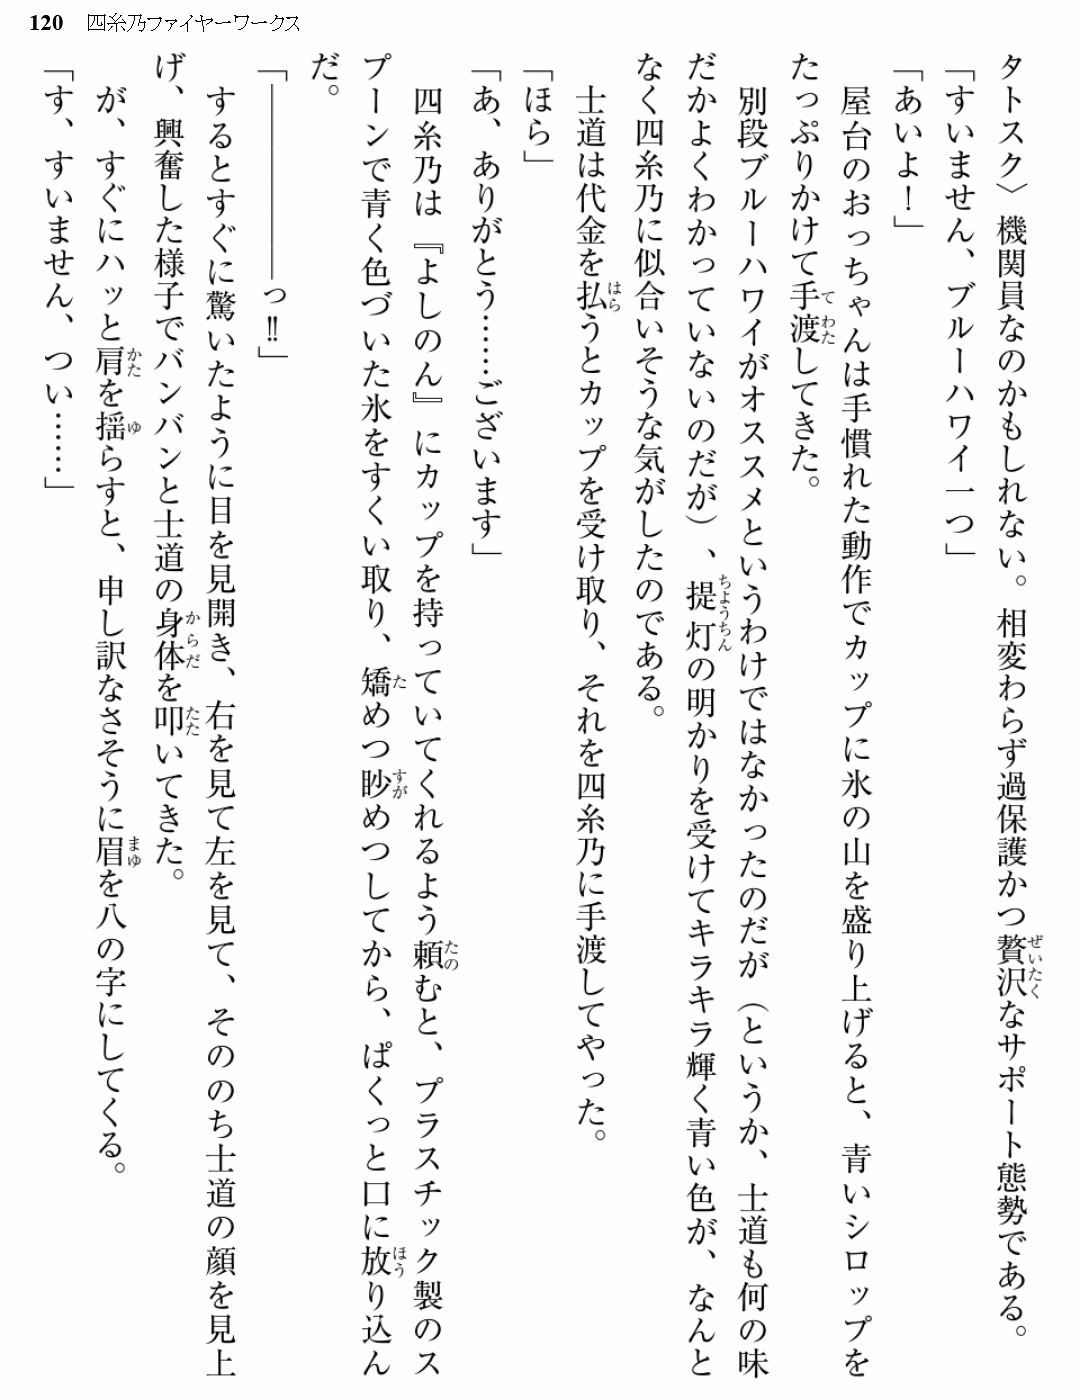 120 四糸乃ファイヤーワークス
タトスク〉機関員なのかもしれない。相変わらず過保護かつ贅沢なサポート態勢である。
「すいません、ブルーハワイ一つ」
「あいよ！」
屋台のおっちゃんは手慣れた動作でカップに氷の山を盛り上げると、青いシロップを
たっぷりかけて手渡してきた。
別段ブルーハワイがオススメというわけではなかったのだが（というか、士道も何の味
だかよくわかっていないのだが）、提灯の明かりを受けてキラキラ輝く青い色が、なんと
なく四糸乃に似合いそうな気がしたのである。
士道は代金を払うとカップを受け取り、それを四糸乃に手渡してやった。
「ほら」
「あ、ありがとう……ございます」
四糸乃は『よしのん』にカップを持っていてくれるよう頼むと、プラスチック製のス
プーンで青く色づいた氷をすくい取り、矯めつ眇めつしてから、ぱくっと口に放り込ん
だ。
「――――――っ‼」
するとすぐに驚いたように目を見開き、右を見て左を見て、そののち士道の顔を見上
げ、興奮した様子でバンバンと士道の身体を叩いてきた。
が、すぐにハッと肩を揺らすと、申し訳なさそうに眉を八の字にしてくる。
「す、すいません、つい……」